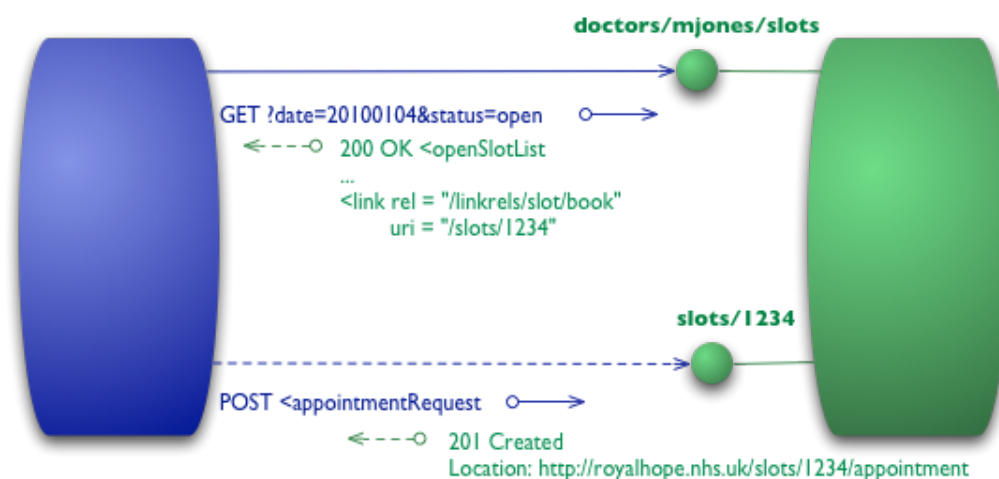 doctors/mjones/slots
GET ?date=20100104&status=open
200 OK <openSlotList
...
<link rel = "/linkrels/slot/book"
uri = "/slots/1234"
slots/1234
POST <appointmentRequest
201 Created
Location: http://royalhope.nhs.uk/slots/1234/appointment